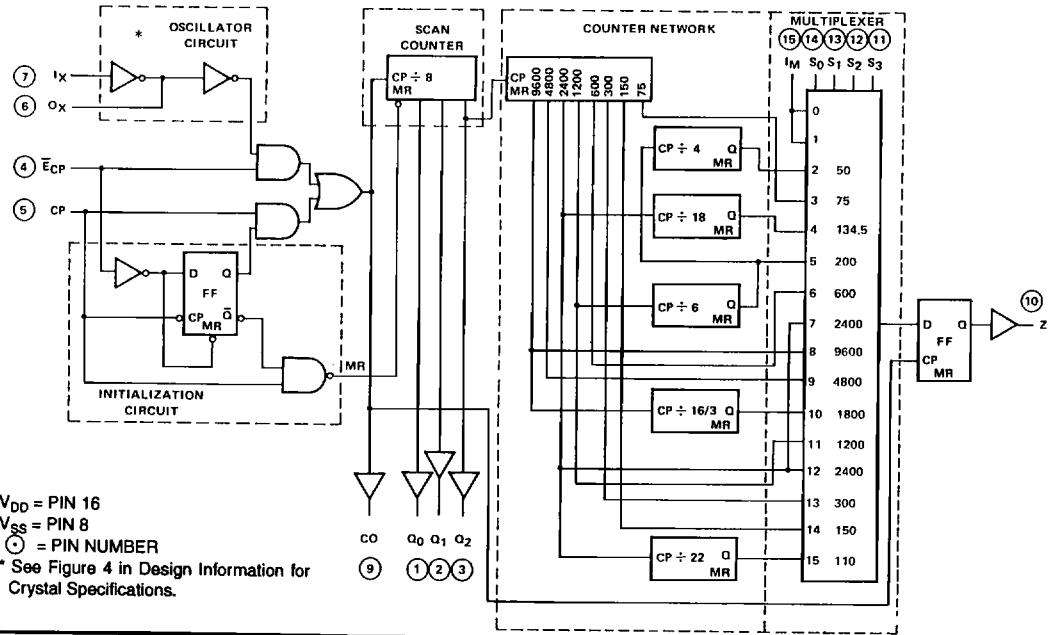 *
OSCILLATOR
CIRCUIT
SCAN
COUNTER
COUNTER NETWORK
MULTIPLEXER
15 14 13 12 11
IM S0 S1 S2 S3
7 IX
6 OX
4 ECP
5 CP
CP ÷ 8
MR
CP
MR
9600 4800 2400 1200 600 300 150 75
0
1
CP ÷ 4 Q
MR
2 50
3 75
CP ÷ 18 Q
MR
4 134.5
5 200
CP ÷ 6 Q
MR
6 600
7 2400
8 9600
9 4800
CP ÷ 16/3 Q
MR
10 1800
11 1200
12 2400
13 300
14 150
CP ÷ 22 Q
MR
15 110
D Q
FF
CP Q̅
MR
MR
INITIALIZATION
CIRCUIT
D Q
FF
CP
MR
10
Z
CO Q0 Q1 Q2
9 1 2 3
VDD = PIN 16
VSS = PIN 8
⊙ = PIN NUMBER
* See Figure 4 in Design Information for
Crystal Specifications.